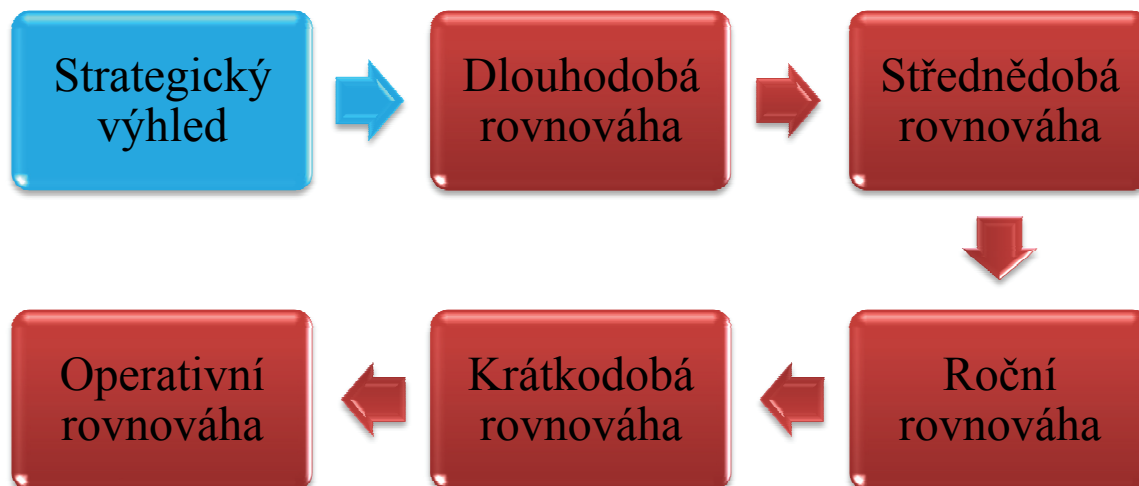 Strategický
výhled
Dlouhodobá
rovnováha
Střednědobá
rovnováha
Roční
rovnováha
Krátkodobá
rovnováha
Operativní
rovnováha